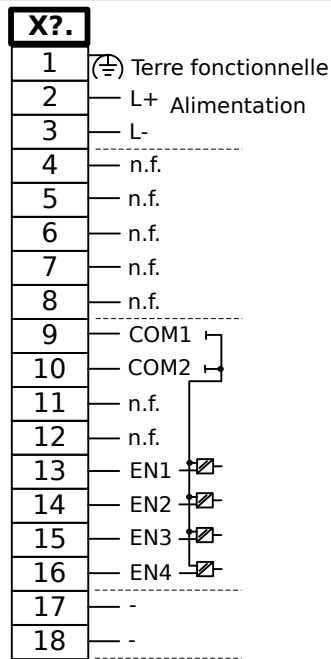 X?.
1 Terre fonctionnelle
2 L+ Alimentation
3 L-
4 n.f.
5 n.f.
6 n.f.
7 n.f.
8 n.f.
9 COM1
10 COM2
11 n.f.
12 n.f.
13 EN1
14 EN2
15 EN3
16 EN4
17 -
18 -